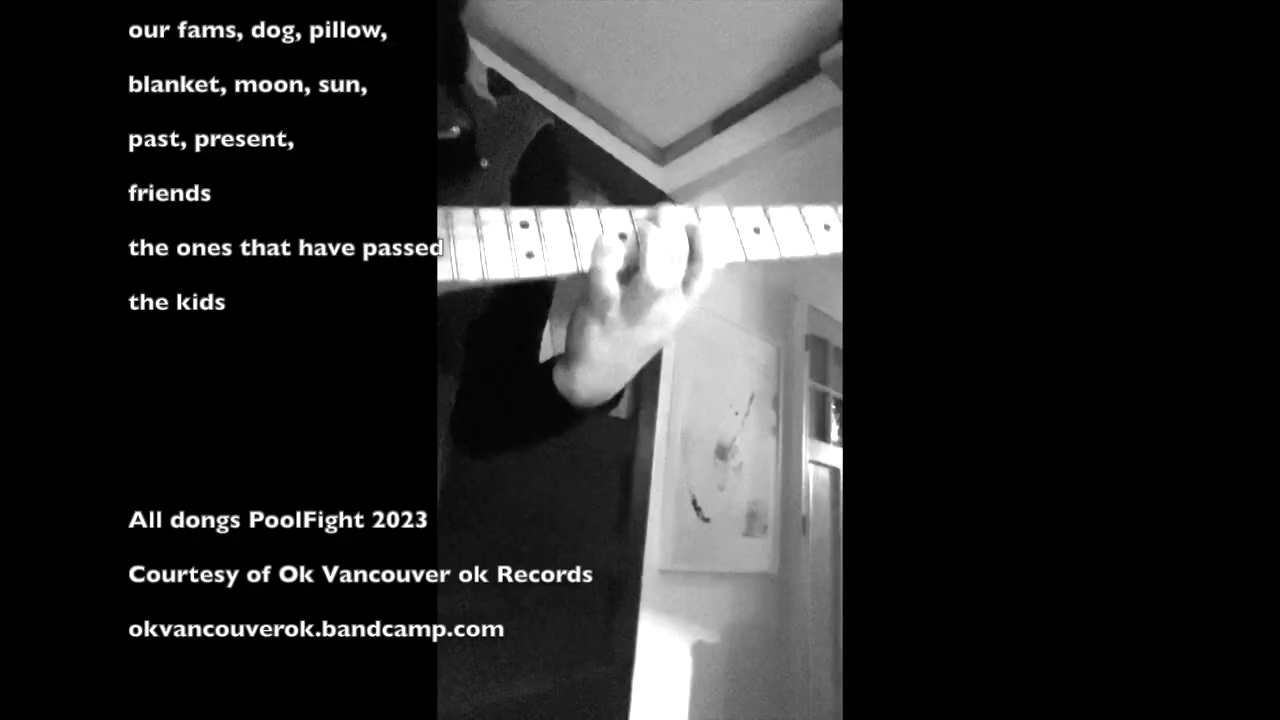 our fams, dog, pillow,
blanket, moon, sun,
past, present,
friends
the ones that have passed
the kids
All dongs PoolFight 2023
Courtesy of Ok Vancouver ok Records
okvancouverok.bandcamp.com